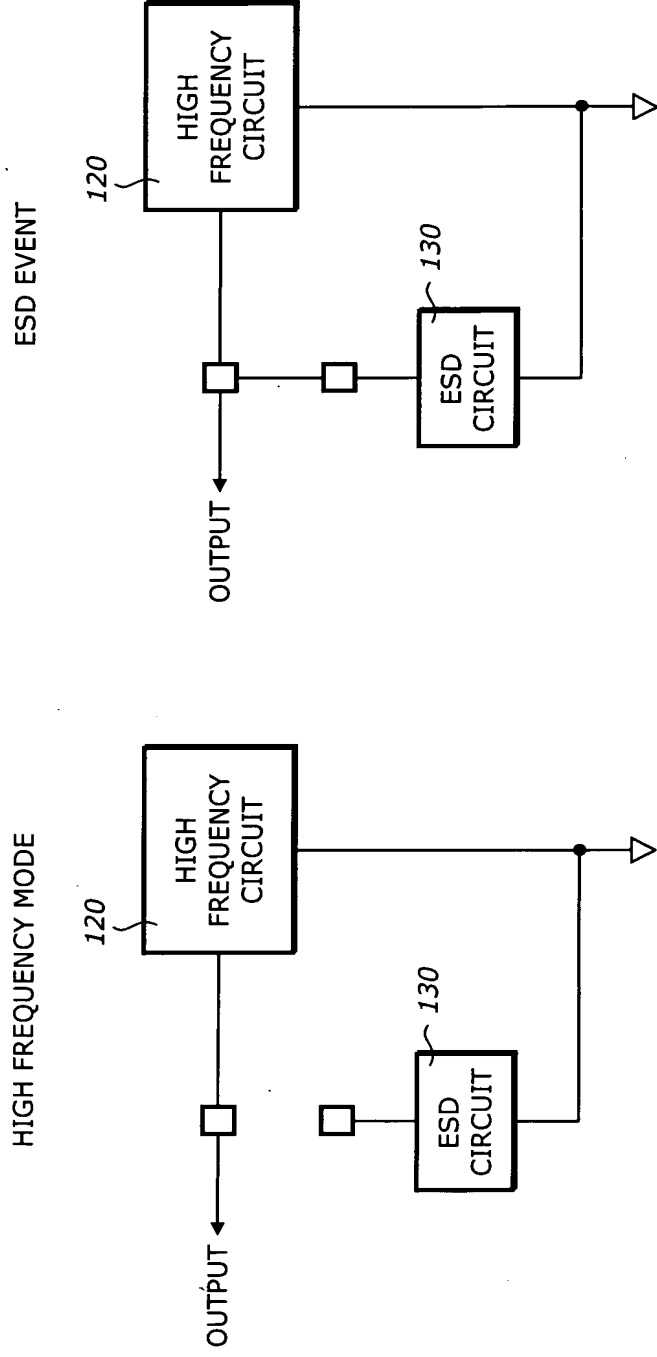 HIGH FREQUENCY MODE
120
HIGH
FREQUENCY
CIRCUIT
OUTPUT
130
ESD
CIRCUIT
ESD EVENT
120
HIGH
FREQUENCY
CIRCUIT
OUTPUT
130
ESD
CIRCUIT